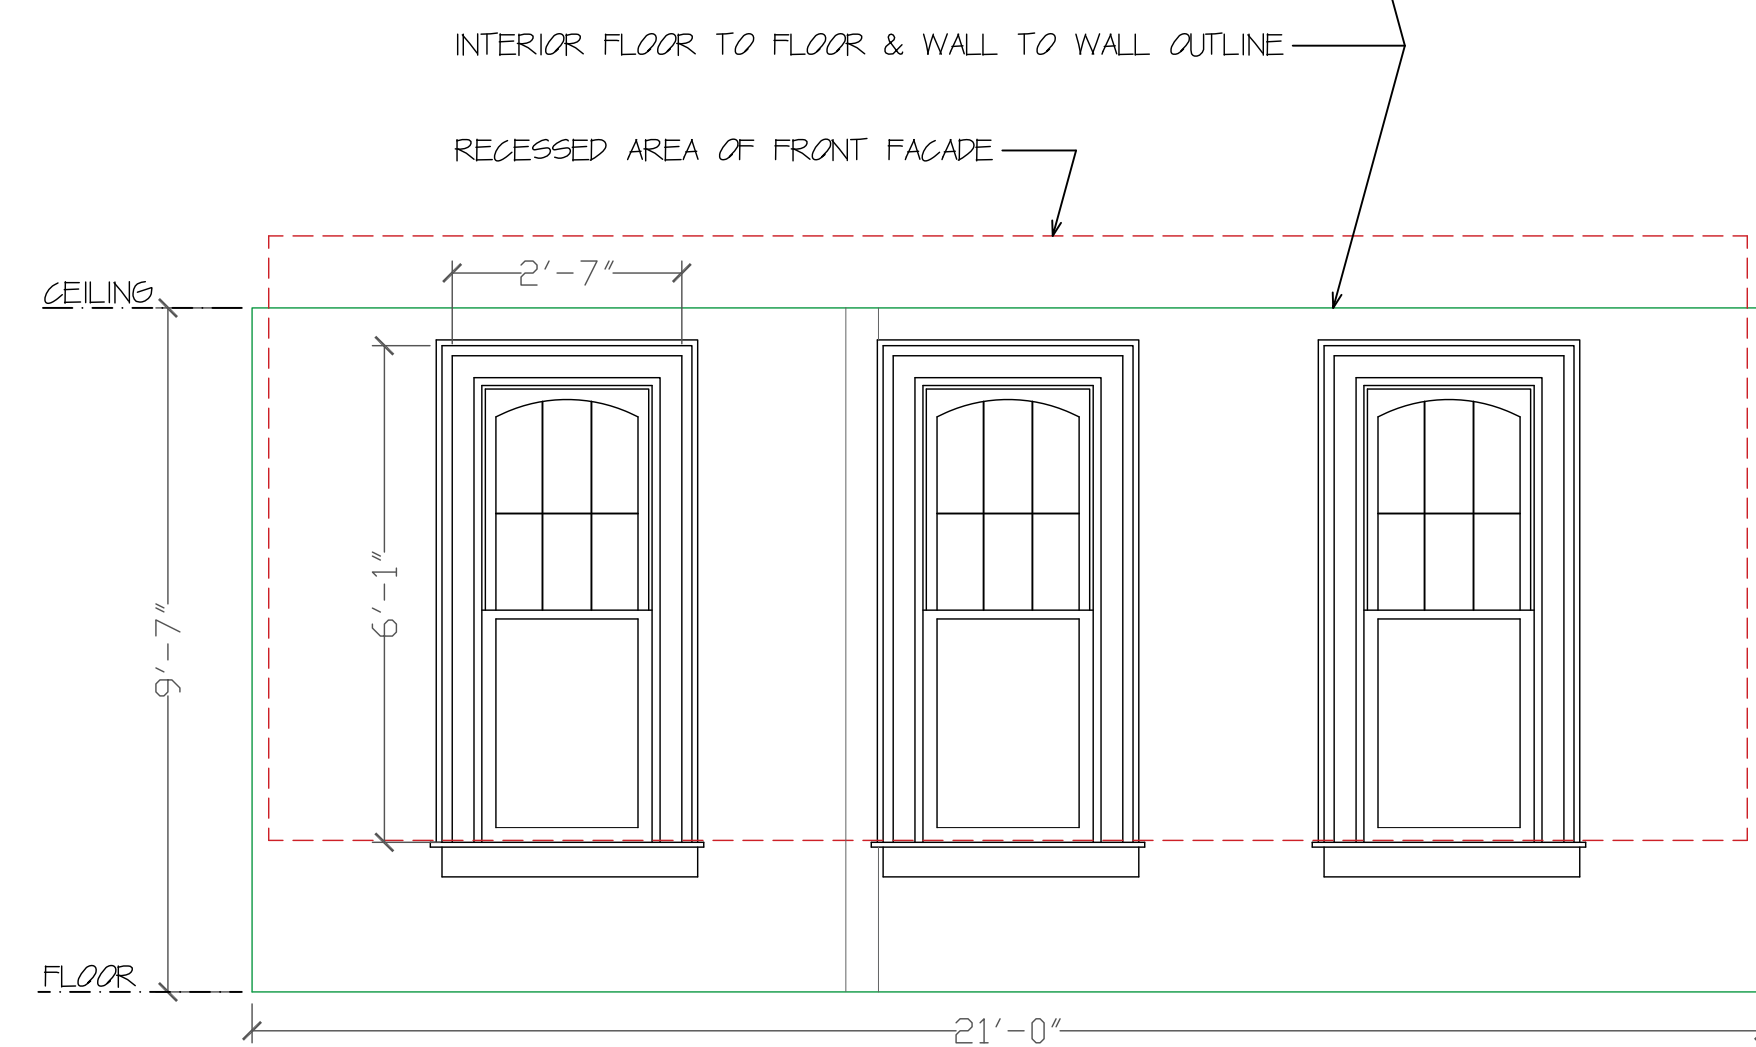 INTERIOR FLOOR TO FLOOR & WALL TO WALL OUTLINE
RECESSED AREA OF FRONT FACADE
2'-7"
CEILING
6'-1"
9'-7"
FLOOR
21'-0"